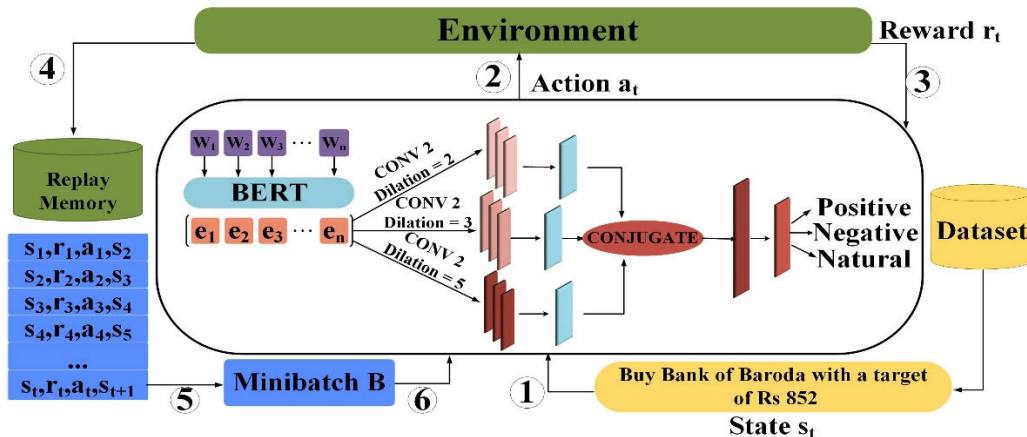 Environment
Reward rₜ
4
2
Action aₜ
3
Replay
Memory
W₁ W₂ W₃ ... Wₙ
BERT
e₁ e₂ e₃ ... eₙ
CONV 2
Dilation = 2
CONV 2
Dilation = 3
CONV 2
Dilation = 5
CONJUGATE
Positive
Negative
Natural
Dataset
s₁,r₁,a₁,s₂
s₂,r₂,a₂,s₃
s₃,r₃,a₃,s₄
s₄,r₄,a₄,s₅
...
sₜ,rₜ,aₜ,sₜ₊₁
5
Minibatch B
6
1
Buy Bank of Baroda with a target
of Rs 852
State sₜ